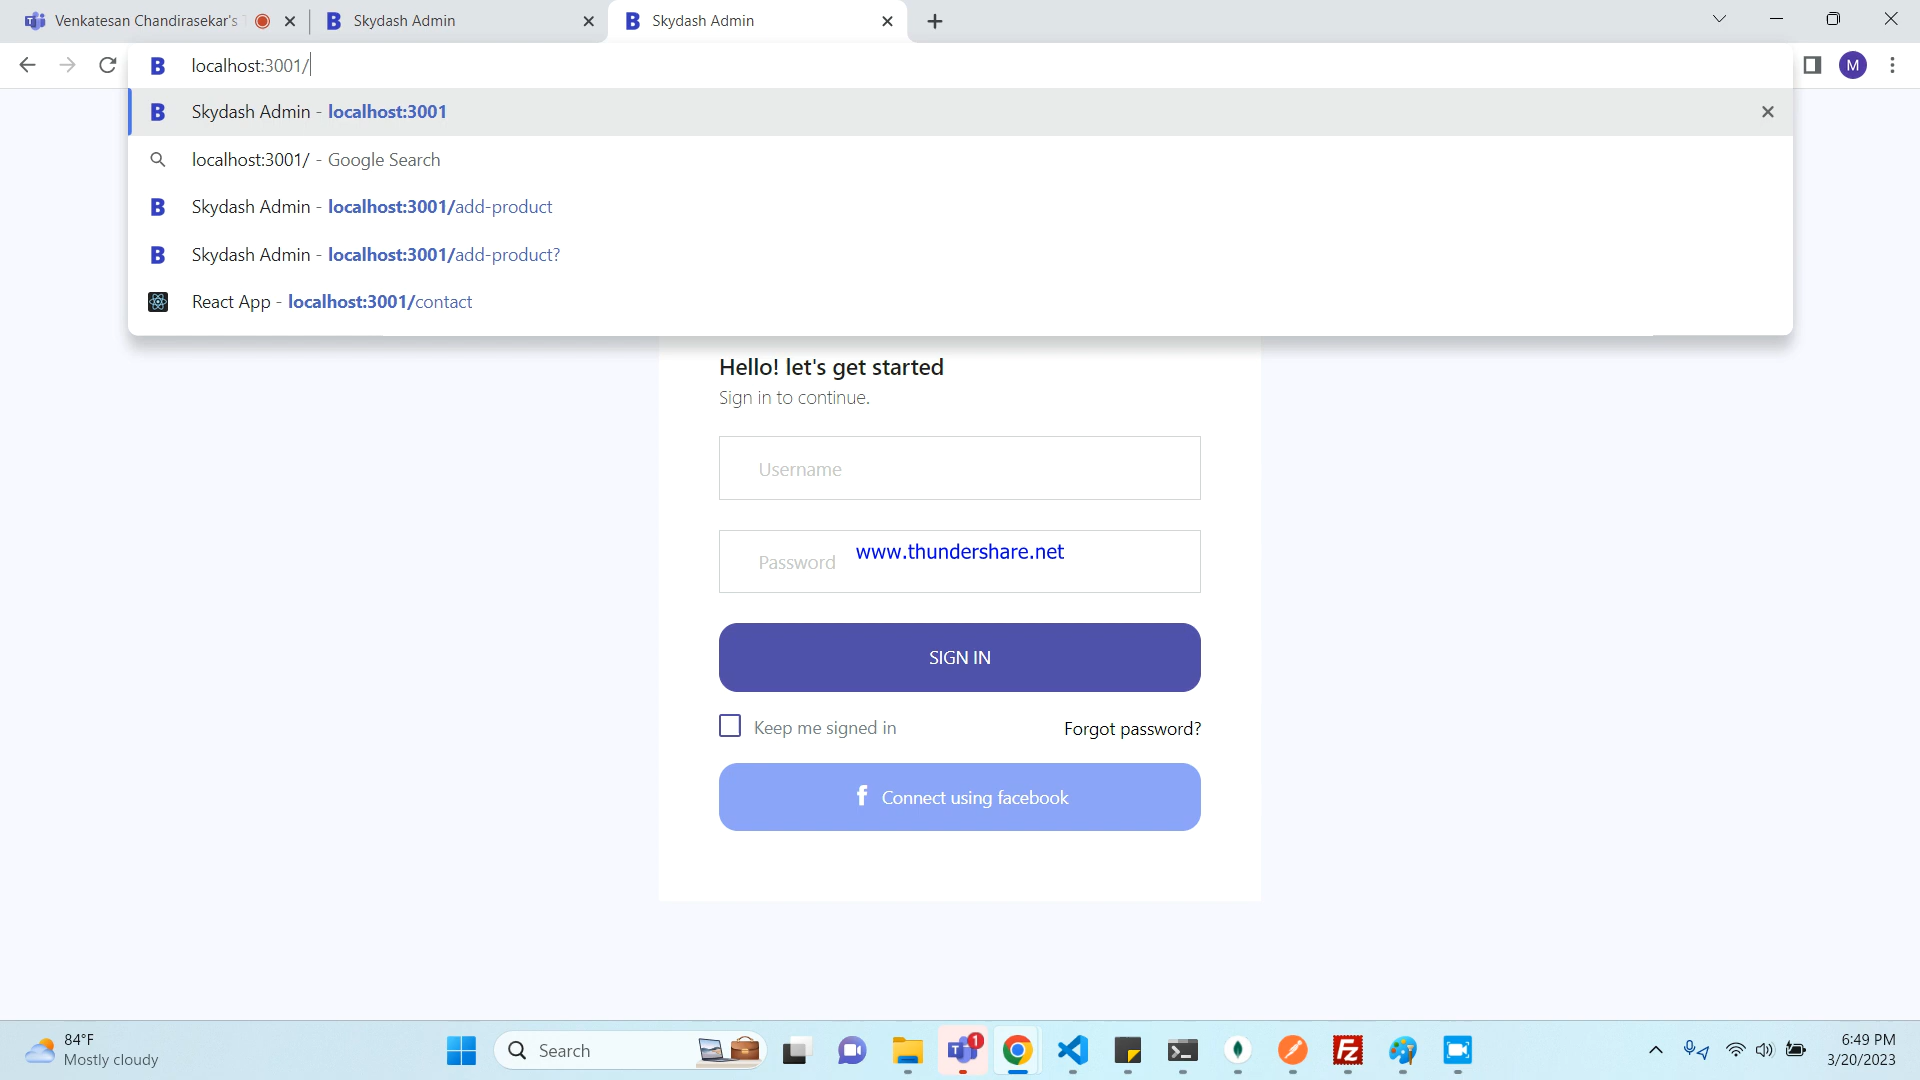 Venkatesan Chandirasekar's
Skydash Admin
Skydash Admin
localhost:3001/
M
Skydash Admin - localhost:3001
localhost:3001/ - Google Search
Skydash Admin - localhost:3001/add-product
Skydash Admin - localhost:3001/add-product?
React App - localhost:3001/contact
Hello! let's get started
Sign in to continue.
Username
Password
www.thundershare.net
SIGN IN
Keep me signed in
Forgot password?
f Connect using facebook
84°F
Mostly cloudy
Search
1
Fz
6:49 PM
3/20/2023